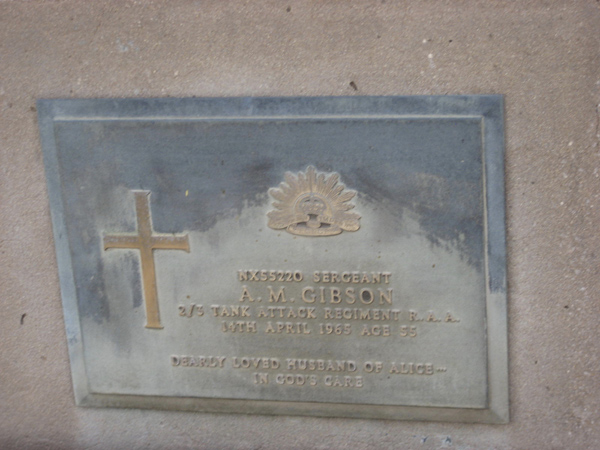 NX55220 SERGEANT
A. M. GIBSON
2/3 TANK ATTACK REGIMENT R. A. A.
14TH APRIL 1965 AGE 55
DEARLY LOVED HUSBAND OF ALICE—
IN GOD'S CARE